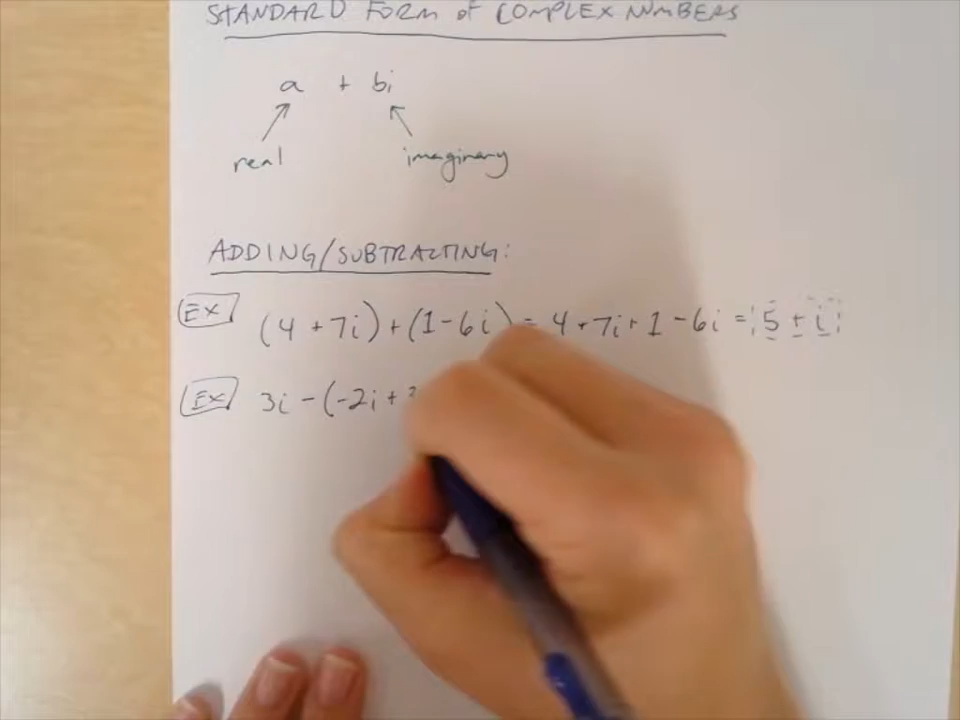 STANDARD FORM of COMPLEX NUMBERS
a + bi
real imaginary
ADDING/SUBTRACTING:
EX (4 + 7i) + (1 - 6i) = 4 + 7i + 1 - 6i = 5 + i
EX 3i - (-2i +